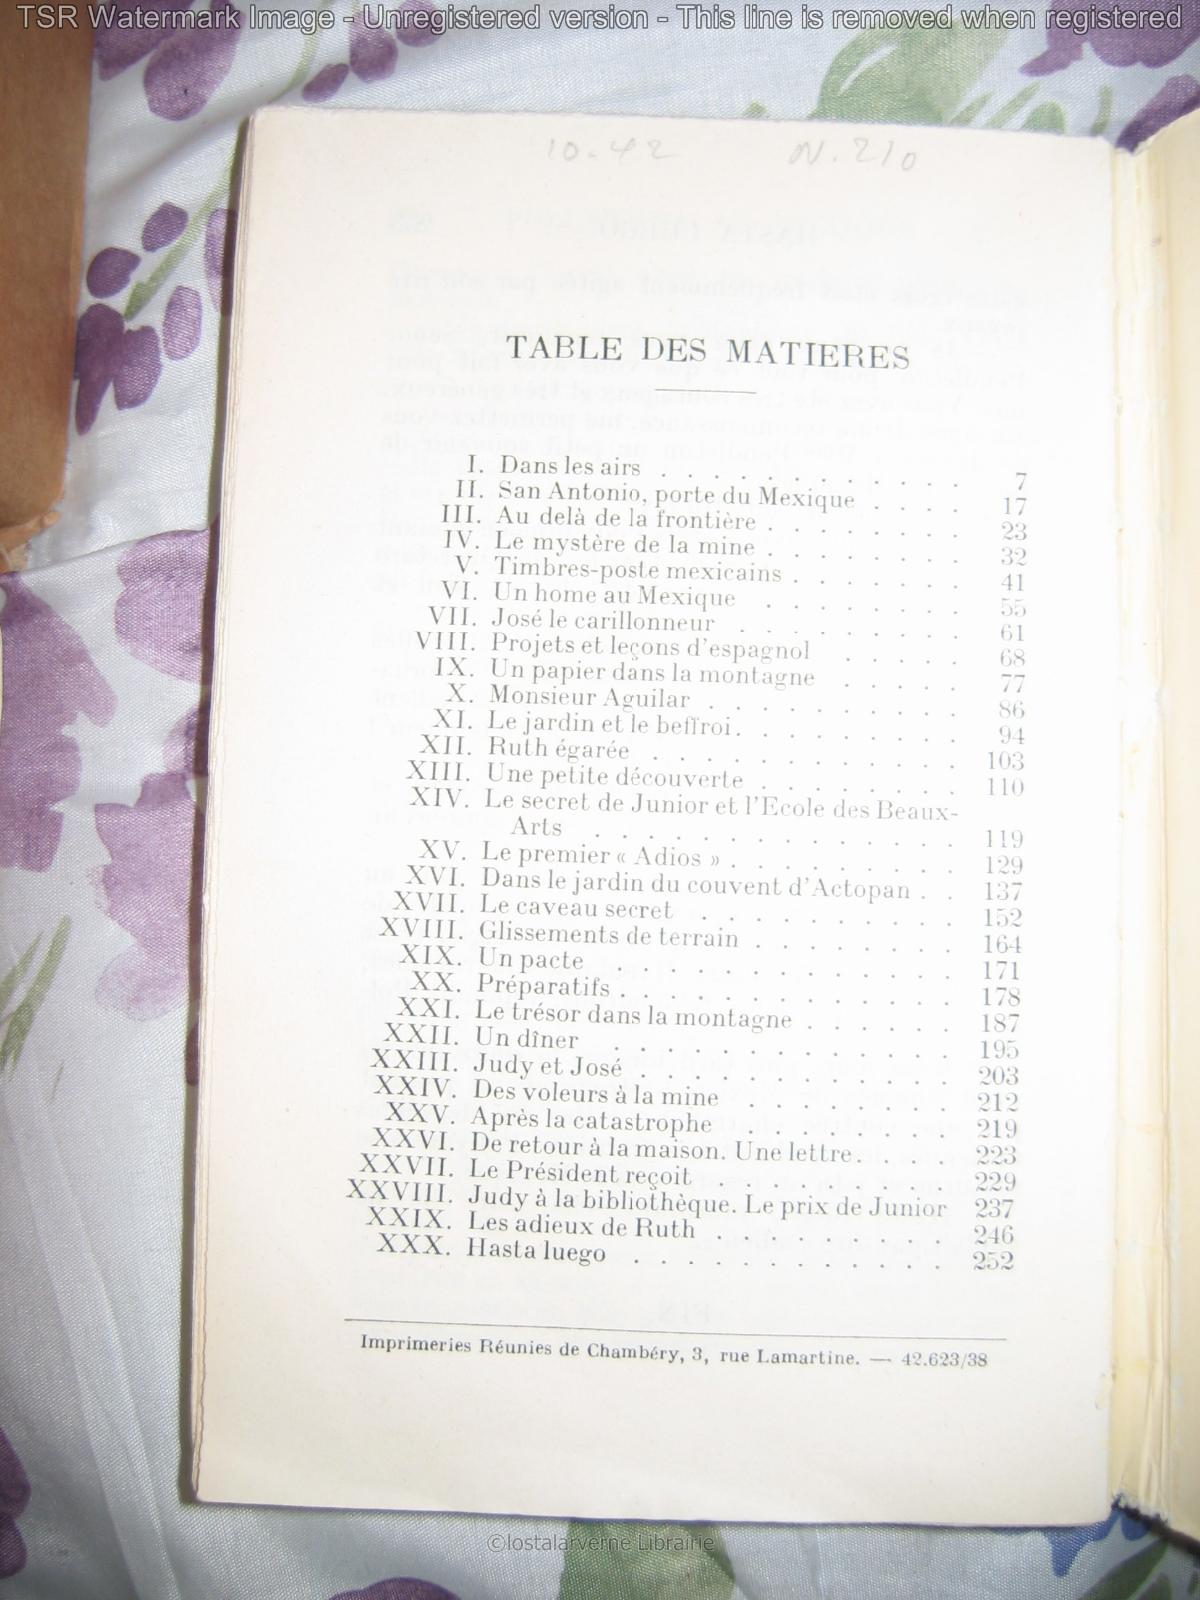 TSR Watermark Image - Unregistered version - This line is removed when registered
10-42 N.210
TABLE DES MATIERES
I. Dans les airs . . . . . . . . . . . . 7
II. San Antonio, porte du Mexique . . . . 17
III. Au delà de la frontière . . . . . . . . 23
IV. Le mystère de la mine . . . . . . . . 32
V. Timbres-poste mexicains . . . . . . . 41
VI. Un home au Mexique . . . . . . . . 55
VII. José le carillonneur . . . . . . . . 61
VIII. Projets et leçons d'espagnol . . . . . 68
IX. Un papier dans la montagne . . . . . 77
X. Monsieur Aguilar . . . . . . . . . . 86
XI. Le jardin et le beffroi . . . . . . . . . 94
XII. Ruth égarée . . . . . . . . . . . . 103
XIII. Une petite découverte . . . . . . . . 110
XIV. Le secret de Junior et l'Ecole des Beaux-
Arts . . . . . . . . . . . . . 119
XV. Le premier « Adios » . . . . . . . . . 129
XVI. Dans le jardin du couvent d'Actopan . . 137
XVII. Le caveau secret . . . . . . . . . . 152
XVIII. Glissements de terrain . . . . . . . . 164
XIX. Un pacte . . . . . . . . . . . . . 171
XX. Préparatifs . . . . . . . . . . . . . 178
XXI. Le trésor dans la montagne . . . . . . 187
XXII. Un dîner . . . . . . . . . . . . . 195
XXIII. Judy et José . . . . . . . . . . . . 203
XXIV. Des voleurs à la mine . . . . . . . . 212
XXV. Après la catastrophe . . . . . . . . 219
XXVI. De retour à la maison. Une lettre . . . . 223
XXVII. Le Président reçoit . . . . . . . . . 229
XXVIII. Judy à la bibliothèque. Le prix de Junior 237
XXIX. Les adieux de Ruth . . . . . . . . . 246
XXX. Hasta luego . . . . . . . . . . . . 252
Imprimeries Réunies de Chambéry, 3, rue Lamartine. — 42.623/38
©lostalarverne Librairie